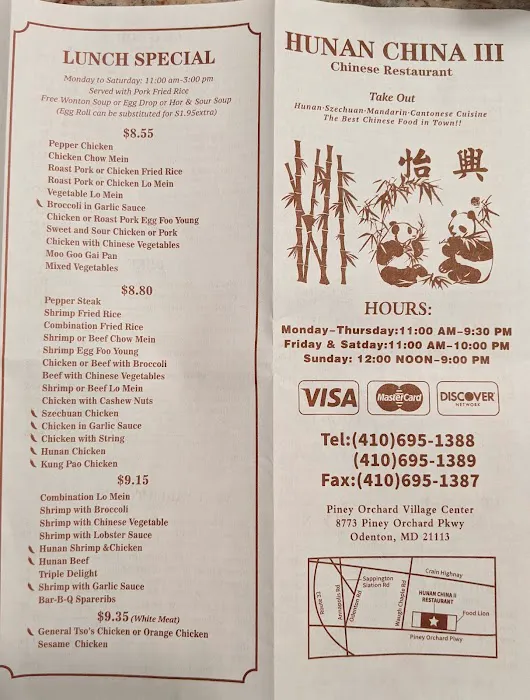 LUNCH SPECIAL
Monday to Saturday: 11:00 am-3:00 pm
Served with Pork Fried Rice
Free Wonton Soup or Egg Drop or Hot & Sour Soup
(Egg Roll can be substituted for $1.95extra)
$8.55
Pepper Chicken
Chicken Chow Mein
Roast Pork or Chicken Fried Rice
Roast Pork or Chicken Lo Mein
Vegetable Lo Mein
Broccoli in Garlic Sauce
Chicken or Roast Pork Egg Foo Young
Sweet and Sour Chicken or Pork
Chicken with Chinese Vegetables
Moo Goo Gai Pan
Mixed Vegetables
$8.80
Pepper Steak
Shrimp Fried Rice
Combination Fried Rice
Shrimp or Beef Chow Mein
Shrimp Egg Foo Young
Chicken or Beef with Broccoli
Beef with Chinese Vegetables
Shrimp or Beef Lo Mein
Chicken with Cashew Nuts
Szechuan Chicken
Chicken in Garlic Sauce
Chicken with String
Hunan Chicken
Kung Pao Chicken
$9.15
Combination Lo Mein
Shrimp with Broccoli
Shrimp with Chinese Vegetable
Shrimp with Lobster Sauce
Hunan Shrimp &Chicken
Hunan Beef
Triple Delight
Shrimp with Garlic Sauce
Bar-B-Q Spareribs
$9.35 (White Meat)
General Tso's Chicken or Orange Chicken
Sesame Chicken
HUNAN CHINA III
Chinese Restaurant
Take Out
Hunan·Szechuan·Mandarin·Cantonese Cuisine
The Best Chinese Food in Town!!
怡興
HOURS:
Monday-Thursday:11:00 AM-9:30 PM
Friday & Satday:11:00 AM-10:00 PM
Sunday: 12:00 NOON-9:00 PM
VISA
MasterCard
DISCOVER
NETWORK
Tel:(410)695-1388
(410)695-1389
Fax:(410)695-1387
Piney Orchard Village Center
8773 Piney Orchard Pkwy
Odenton, MD 21113
Crain Highnay
Sappington
Station Rd
Route 32
Annapolis Rd
Odenton Rd
Waugh Chaple Rd
HUNAN CHINA II
RESTAURANT
Food Lion
Piney Orchard Plwy